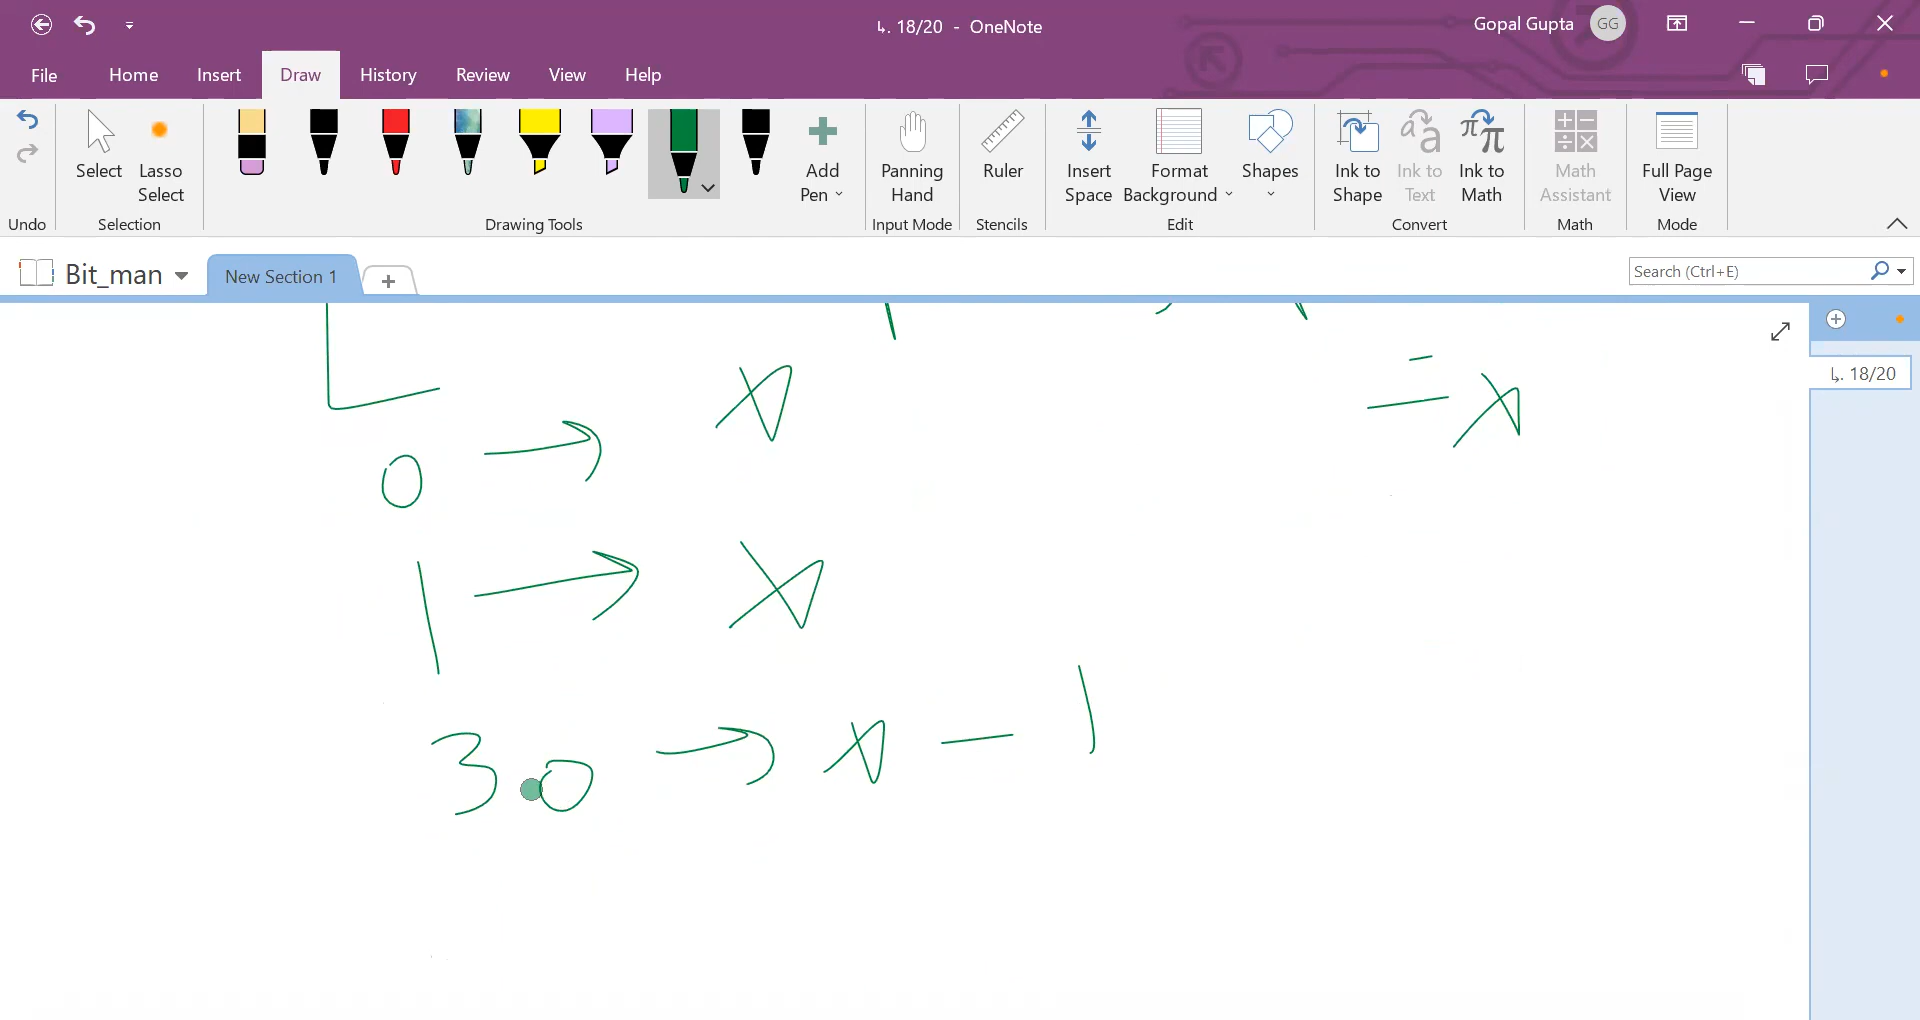 ↳. 18/20 - OneNote
Gopal Gupta GG
File Home Insert Draw History Review View Help
Select
Lasso Select
Add Pen
Panning Hand
Ruler
Insert Space
Format Background
Shapes
Ink to Shape
Ink to Text
Ink to Math
Math Assistant
Full Page View
Undo Selection Drawing Tools Input Mode Stencils Edit Convert Math Mode
Bit_man New Section 1 +
Search (Ctrl+E)
↳. 18/20
= x
0 → x
1 → x
30 → x - 1